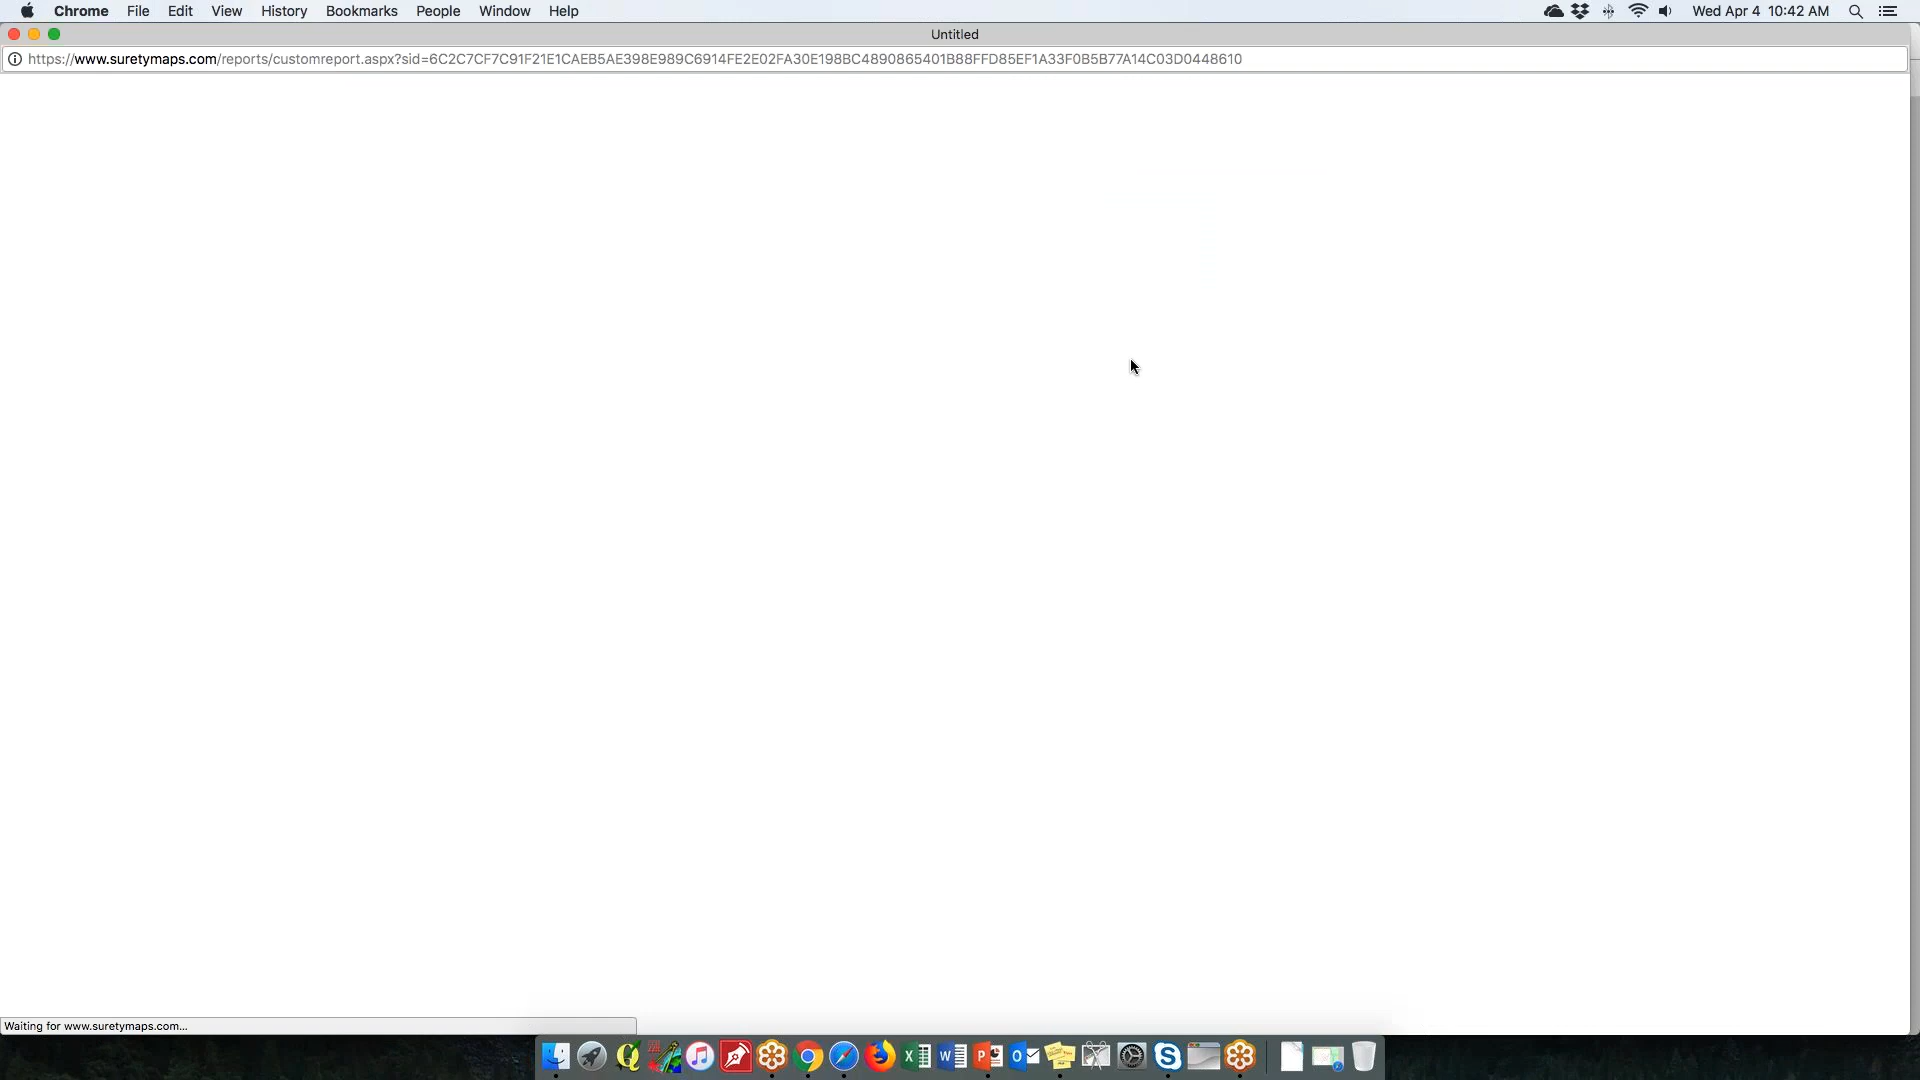 Chrome File Edit View History Bookmarks People Window Help Wed Apr 4 10:42 AM
Untitled
https://www.suretymaps.com/reports/customreport.aspx?sid=6C2C7CF7C91F21E1CAEB5AE398E989C6914FE2E02FA30E198BC4890865401B88FFD85EF1A33F0B5B77A14C03D0448610
Waiting for www.suretymaps.com...